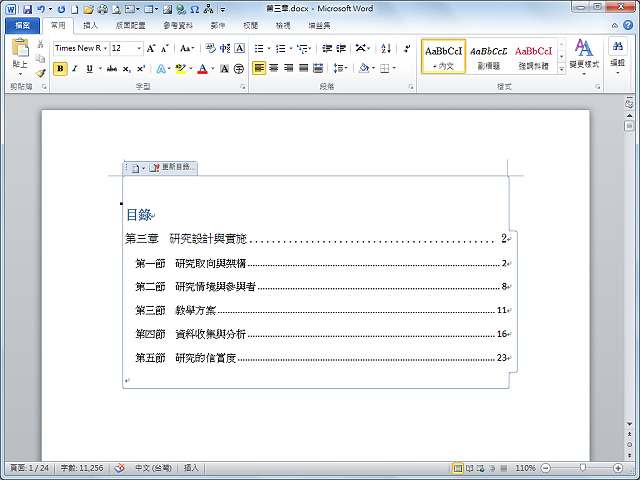 第三章.docx - Microsoft Word
檔案 常用 插入 版面配置 參考資料 郵件 校閱 檢視 增益集
Times New R 12
AaBbCcI AaBbCcI AaBbCcI
貼上 內文 副標題 強調斜體 變更樣式 編輯
剪貼簿 字型 段落 樣式
更新目錄...
目錄
第三章 研究設計與實施 2
第一節 研究取向與架構 2
第二節 研究情境與參與者 8
第三節 教學方案 11
第四節 資料收集與分析 16
第五節 研究的信實度 23
頁面: 1 / 24 字數: 11,256 中文 (台灣) 插入 110%